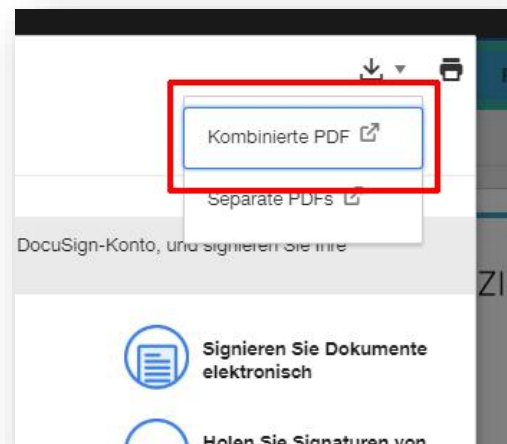 Kombinierte PDF
Separate PDFs
DocuSign-Konto, und signieren Sie Ihre
ZI
Signieren Sie Dokumente
elektronisch
Holen Sie Signaturen von